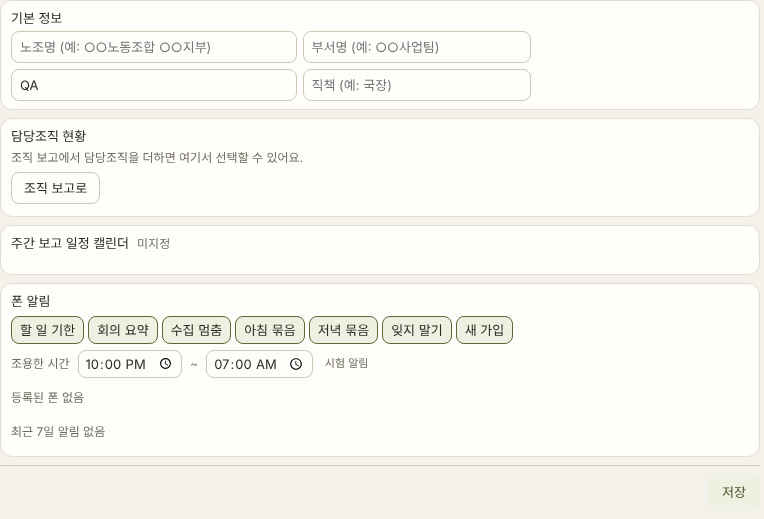 기본 정보
노조명 (예: ○○노동조합 ○○지부) 부서명 (예: ○○사업팀)
QA 직책 (예: 국장)
담당조직 현황
조직 보고에서 담당조직을 더하면 여기서 선택할 수 있어요.
조직 보고로
주간 보고 일정 캘린더 미지정
폰 알림
할 일 기한 회의 요약 수집 멈춤 아침 묶음 저녁 묶음 잊지 말기 새 가입
조용한 시간 10:00 PM ~ 07:00 AM 시험 알림
등록된 폰 없음
최근 7일 알림 없음
저장